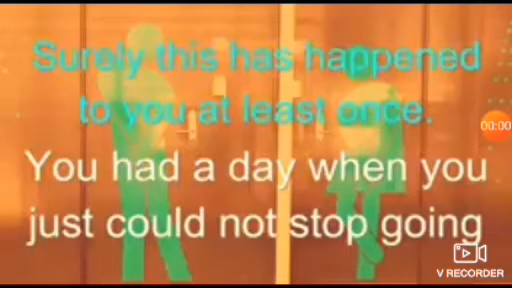 Surely this has happened
to you at least once.
You had a day when you
just could not stop going
00:00
V RECORDER